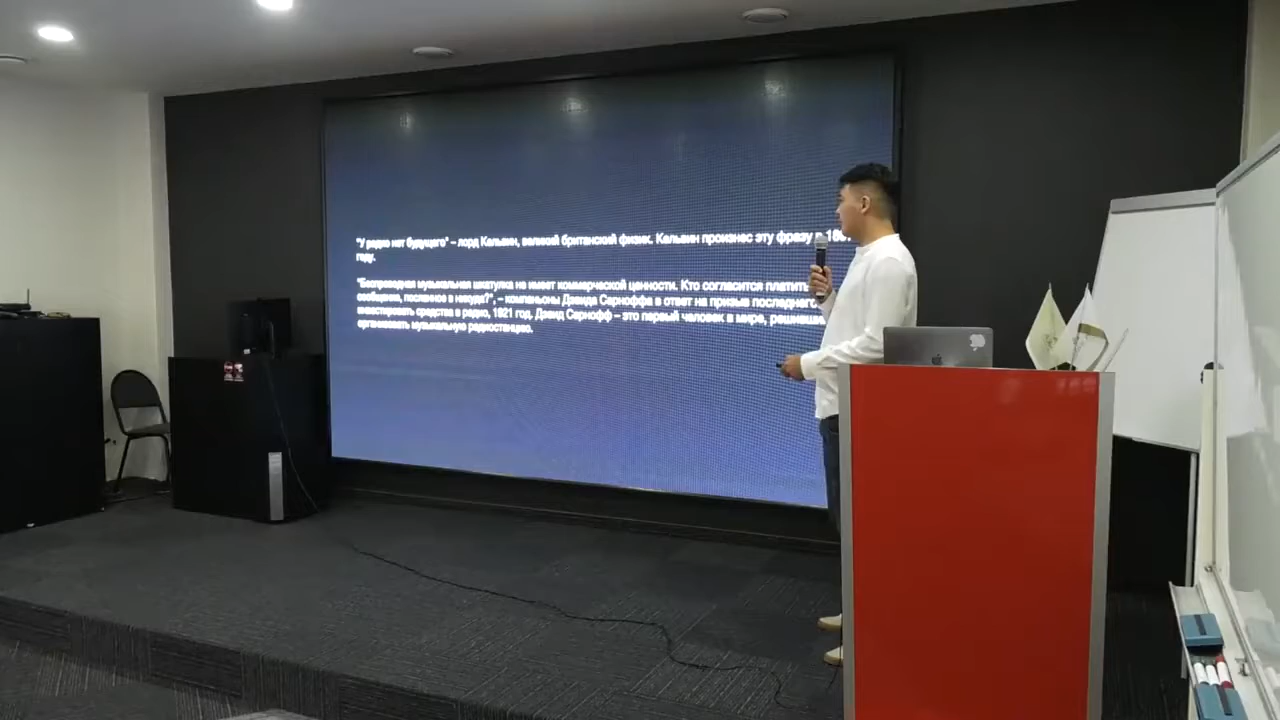 "У радио нет будущего" – лорд Кельвин, великий британский физик. Кельвин произнес эту фразу в
году.
"Беспроводная музыкальная шкатулка не имеет коммерческой ценности. Кто согласится платить
сообщение, посланное в никуда?", – компаньоны Дэвида Сарноффа в ответ на призыв последнего
инвестировать средства в радио, 1921 год. Дэвид Сарнофф – это первый человек в мире,
организовать музыкальную радиостанцию.